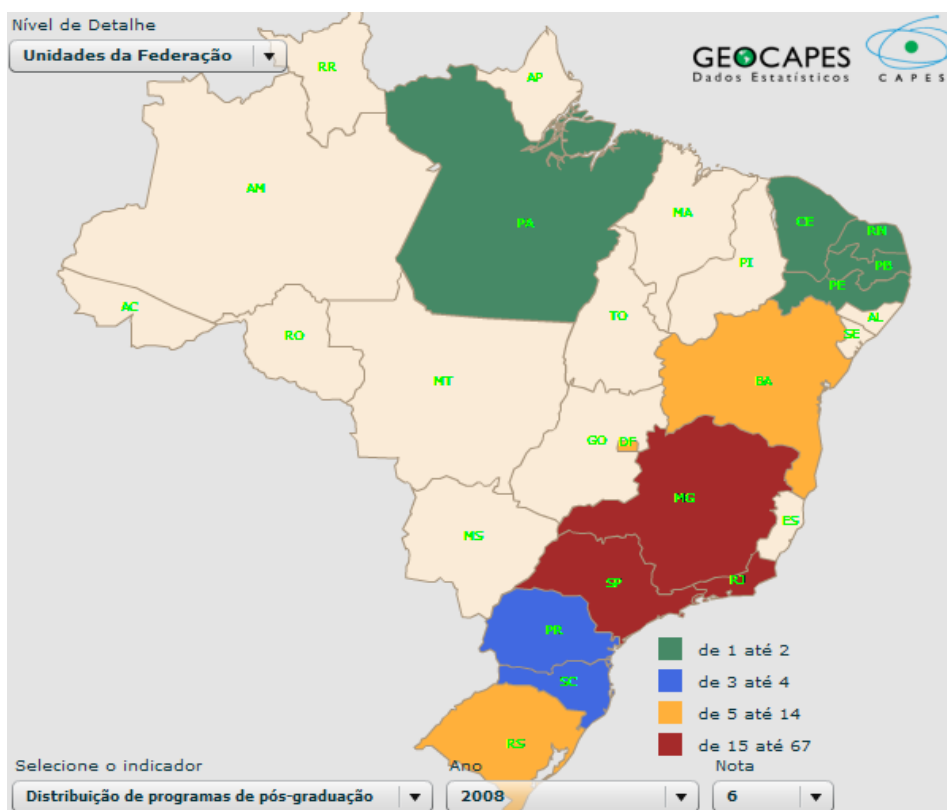 Nível de Detalhe
Unidades da Federação
GEOCAPES
Dados Estatísticos
CAPES
RR
AP
AM
PA
MA
CE
RN
PB
PE
PI
AL
SE
AC
RO
TO
MT
BA
GO
DF
MG
ES
MS
SP
RJ
PR
SC
RS
de 1 até 2
de 3 até 4
de 5 até 14
de 15 até 67
Selecione o indicador
Ano
Nota
Distribuição de programas de pós-graduação
2008
6